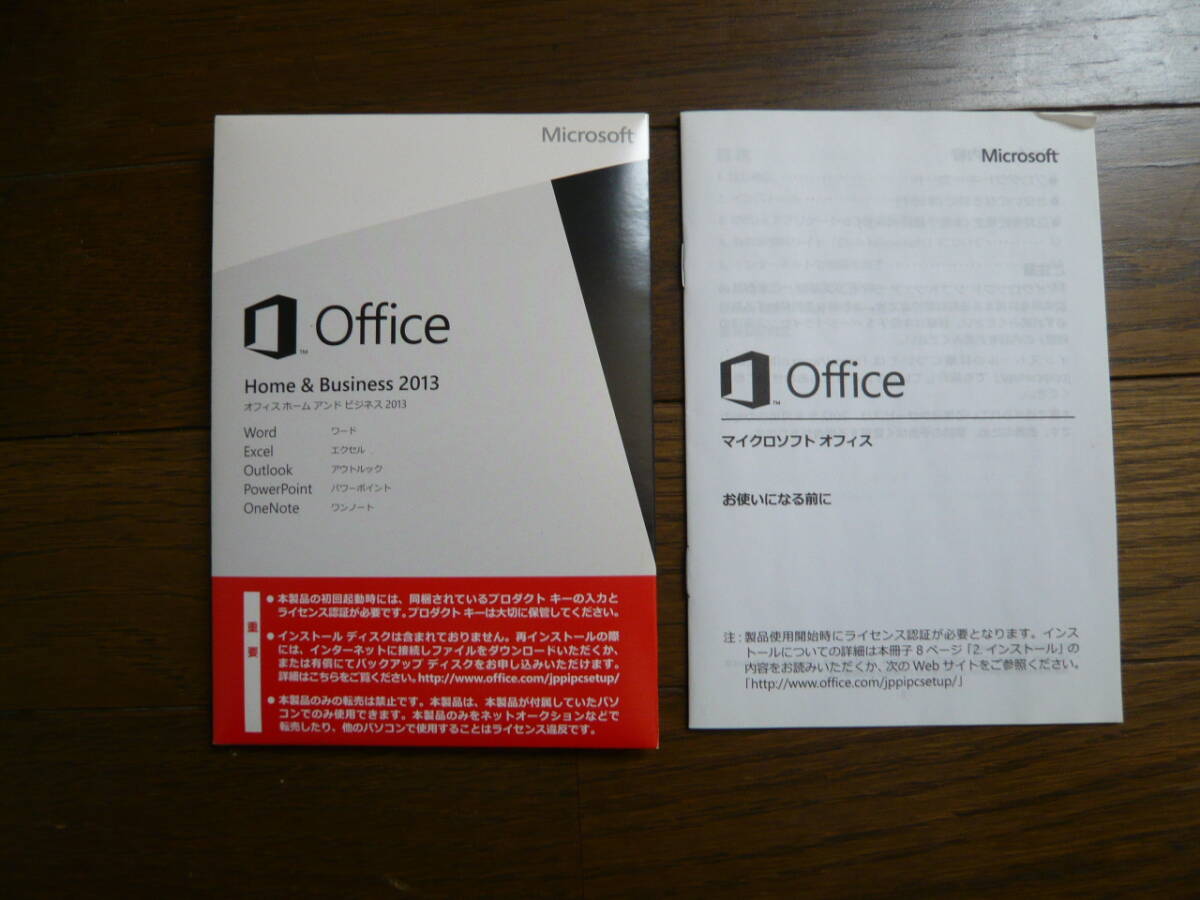 Microsoft
Office
Home & Business 2013
オフィス ホーム アンド ビジネス 2013
Word ワード
Excel エクセル
Outlook アウトルック
PowerPoint パワーポイント
OneNote ワンノート
重要
● 本製品の初回起動時には、同梱されているプロダクト キーの入力と
ライセンス認証が必要です。プロダクト キーは大切に保管してください。
● インストール ディスクは含まれておりません。再インストールの際
には、インターネットに接続しファイルをダウンロードいただくか、
または有償にてバックアップ ディスクをお申し込みいただけます。
詳細はこちらをご覧ください。http://www.office.com/jppipcsetup/
● 本製品のみの転売は禁止です。本製品は、本製品が付属していたパソ
コンでのみ使用できます。本製品のみをネットオークションなどで
転売したり、他のパソコンで使用することはライセンス違反です。
Microsoft
Office
マイクロソフト オフィス
お使いになる前に
注：製品使用開始時にライセンス認証が必要となります。インス
トールについての詳細は本冊子 8 ページ「2. インストール」の
内容をお読みいただくか、次の Web サイトをご参照ください。
「http://www.office.com/jppipcsetup/」